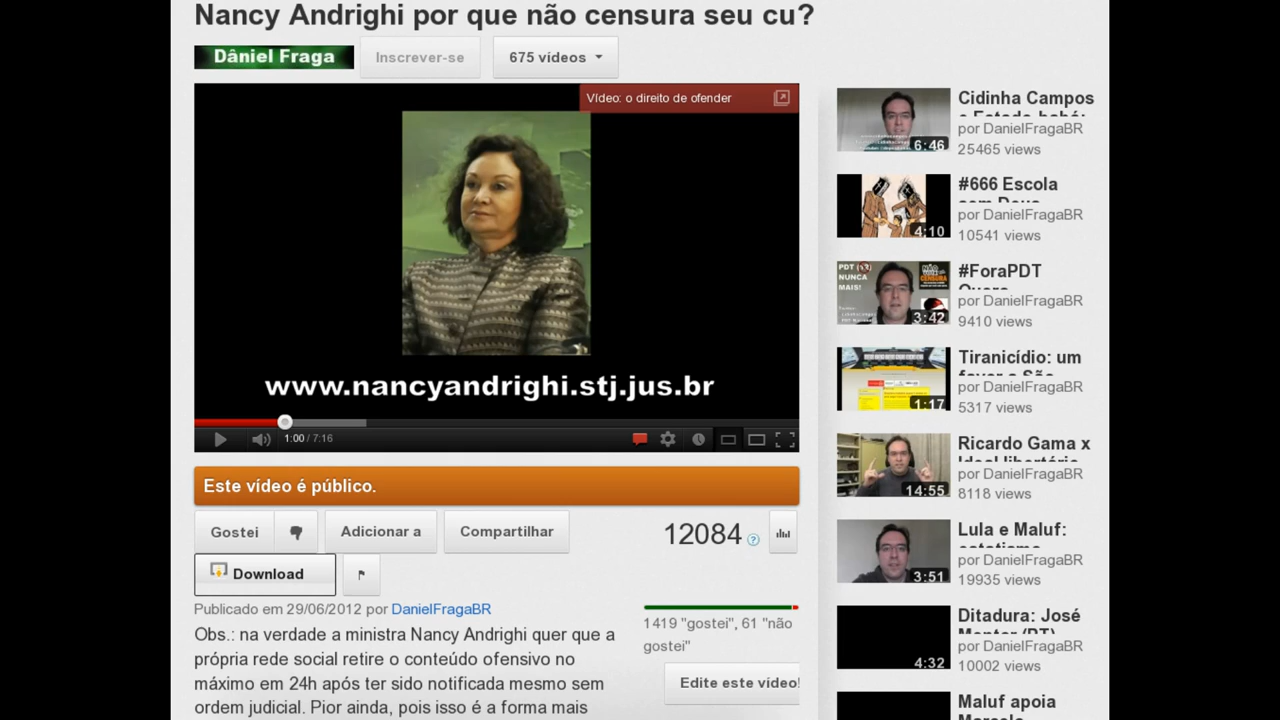 Nancy Andrighi por que não censura seu cu?
Dâniel Fraga
Inscrever-se
675 vídeos
Vídeo: o direito de ofender
www.nancyandrighi.stj.jus.br
1:00 / 7:16
Este vídeo é público.
Gostei
Adicionar a
Compartilhar
12084
Download
Publicado em 29/06/2012 por DanielFragaBR
Obs.: na verdade a ministra Nancy Andrighi quer que a
própria rede social retire o conteúdo ofensivo no
máximo em 24h após ter sido notificada mesmo sem
ordem judicial. Pior ainda, pois isso é a forma mais
1419 "gostei", 61 "não
gostei"
Edite este vídeo!
6:46
Cidinha Campos
por DanielFragaBR
25465 views
4:10
#666 Escola
por DanielFragaBR
10541 views
PDT
NUNCA
MAIS!
3:42
#ForaPDT
por DanielFragaBR
9410 views
1:17
Tiranicídio: um
por DanielFragaBR
5317 views
14:55
Ricardo Gama x
por DanielFragaBR
8118 views
3:51
Lula e Maluf:
por DanielFragaBR
19935 views
4:32
Ditadura: José
por DanielFragaBR
10002 views
Maluf apoia